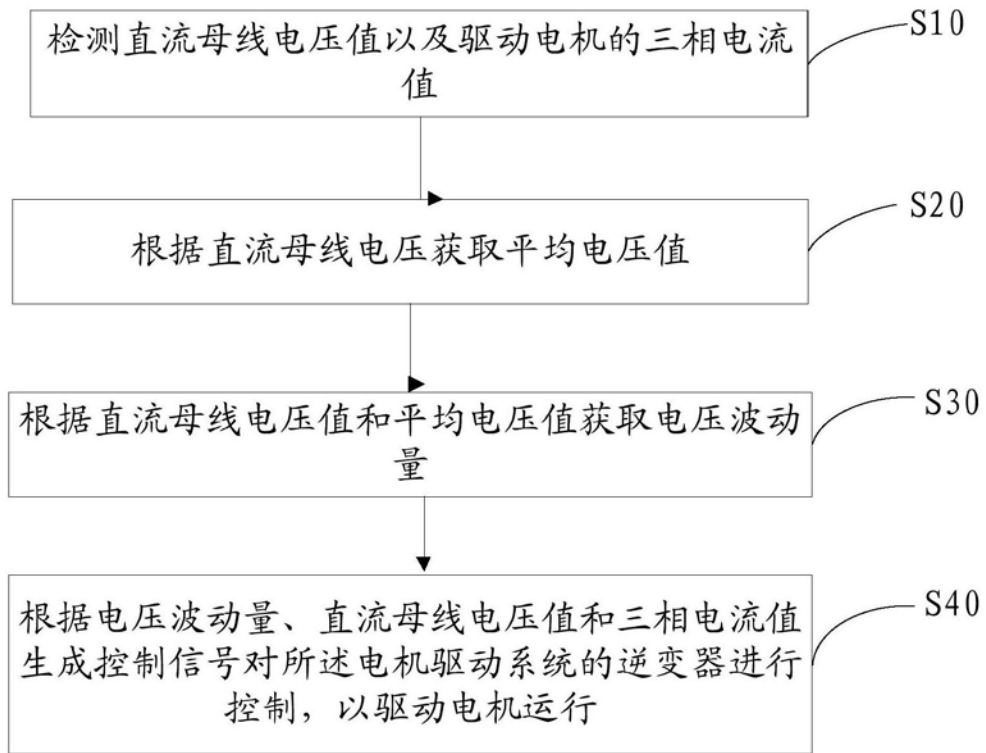 检测直流母线电压值以及驱动电机的三相电流
值
S10
根据直流母线电压获取平均电压值
S20
根据直流母线电压值和平均电压值获取电压波动
量
S30
根据电压波动量、直流母线电压值和三相电流值
生成控制信号对所述电机驱动系统的逆变器进行
控制，以驱动电机运行
S40